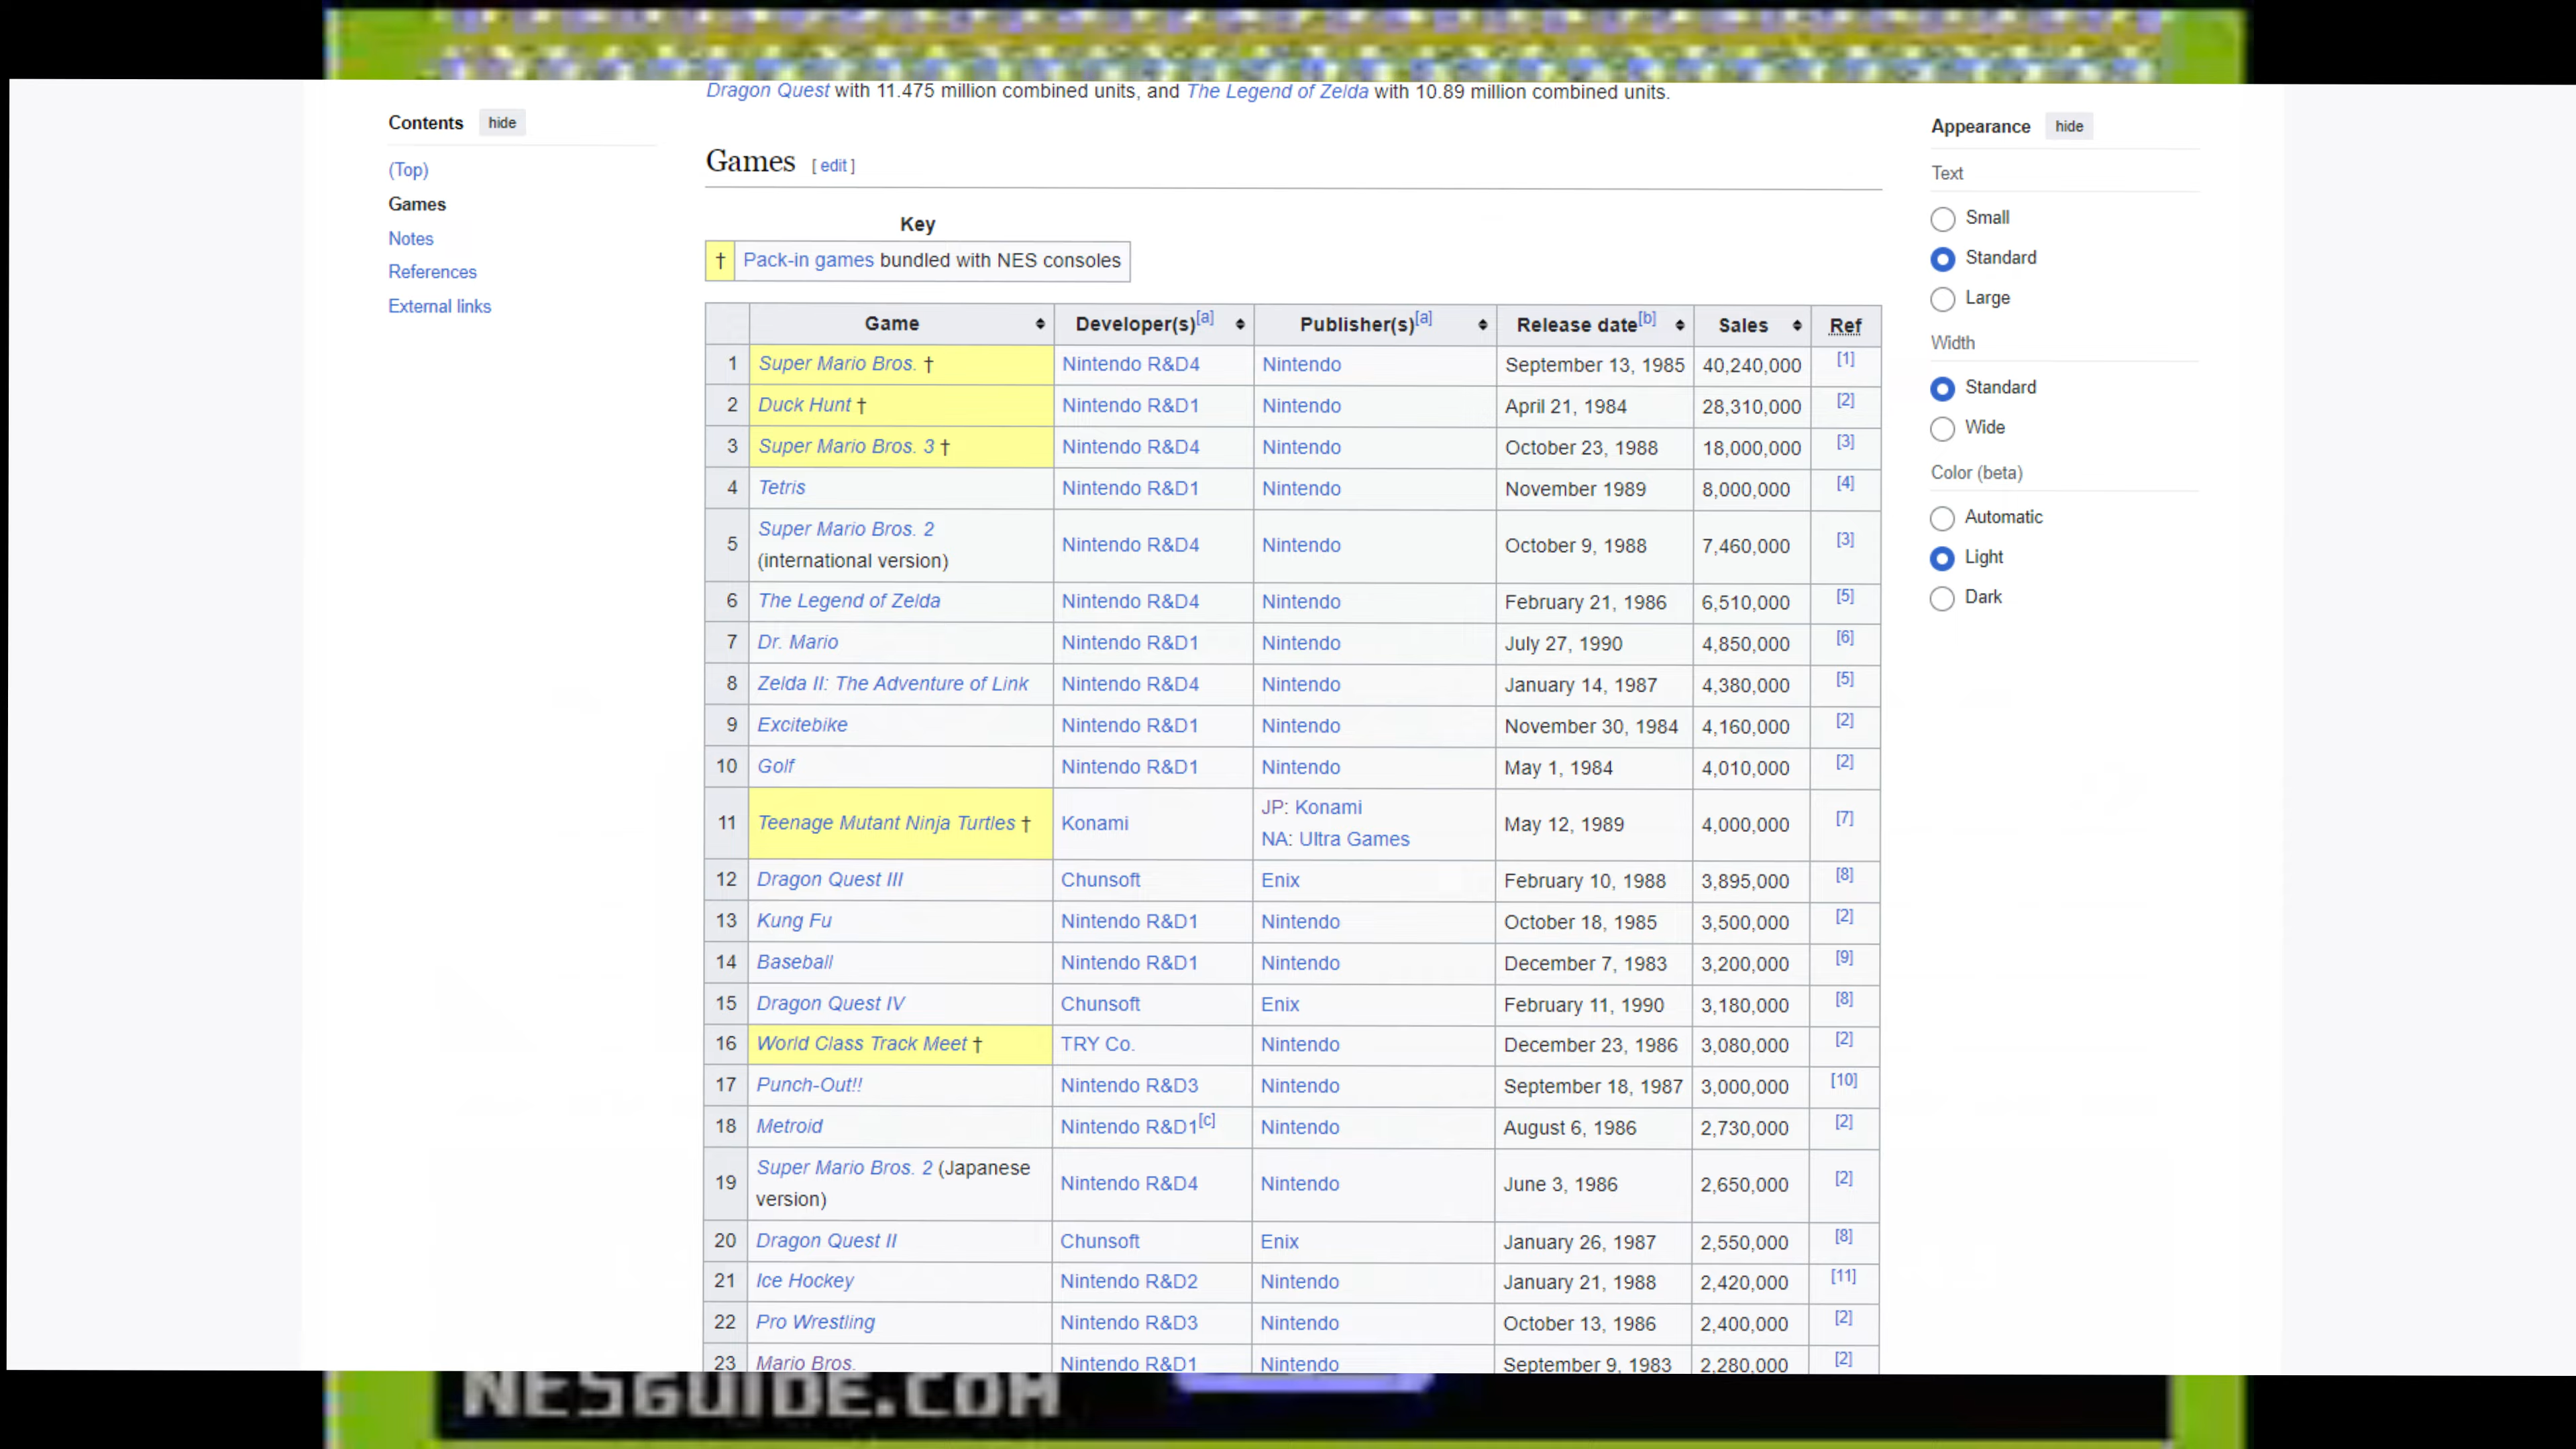 Dragon Quest with 11.475 million combined units, and The Legend of Zelda with 10.89 million combined units.
Contents hide
(Top)
Games
Notes
References
External links
Games [ edit ]
Key
† Pack-in games bundled with NES consoles
Game Developer(s)[a] Publisher(s)[a] Release date[b] Sales Ref
1 Super Mario Bros. † Nintendo R&D4 Nintendo September 13, 1985 40,240,000 [1]
2 Duck Hunt † Nintendo R&D1 Nintendo April 21, 1984 28,310,000 [2]
3 Super Mario Bros. 3 † Nintendo R&D4 Nintendo October 23, 1988 18,000,000 [3]
4 Tetris Nintendo R&D1 Nintendo November 1989 8,000,000 [4]
5 Super Mario Bros. 2
(international version) Nintendo R&D4 Nintendo October 9, 1988 7,460,000 [3]
6 The Legend of Zelda Nintendo R&D4 Nintendo February 21, 1986 6,510,000 [5]
7 Dr. Mario Nintendo R&D1 Nintendo July 27, 1990 4,850,000 [6]
8 Zelda II: The Adventure of Link Nintendo R&D4 Nintendo January 14, 1987 4,380,000 [5]
9 Excitebike Nintendo R&D1 Nintendo November 30, 1984 4,160,000 [2]
10 Golf Nintendo R&D1 Nintendo May 1, 1984 4,010,000 [2]
11 Teenage Mutant Ninja Turtles † Konami JP: Konami
NA: Ultra Games May 12, 1989 4,000,000 [7]
12 Dragon Quest III Chunsoft Enix February 10, 1988 3,895,000 [8]
13 Kung Fu Nintendo R&D1 Nintendo October 18, 1985 3,500,000 [2]
14 Baseball Nintendo R&D1 Nintendo December 7, 1983 3,200,000 [9]
15 Dragon Quest IV Chunsoft Enix February 11, 1990 3,180,000 [8]
16 World Class Track Meet † TRY Co. Nintendo December 23, 1986 3,080,000 [2]
17 Punch-Out!! Nintendo R&D3 Nintendo September 18, 1987 3,000,000 [10]
18 Metroid Nintendo R&D1[c] Nintendo August 6, 1986 2,730,000 [2]
19 Super Mario Bros. 2 (Japanese
version) Nintendo R&D4 Nintendo June 3, 1986 2,650,000 [2]
20 Dragon Quest II Chunsoft Enix January 26, 1987 2,550,000 [8]
21 Ice Hockey Nintendo R&D2 Nintendo January 21, 1988 2,420,000 [11]
22 Pro Wrestling Nintendo R&D3 Nintendo October 13, 1986 2,400,000 [2]
23 Mario Bros. Nintendo R&D1 Nintendo September 9, 1983 2,280,000 [2]
Appearance hide
Text
Small
Standard
Large
Width
Standard
Wide
Color (beta)
Automatic
Light
Dark
NESGUIDE.COM